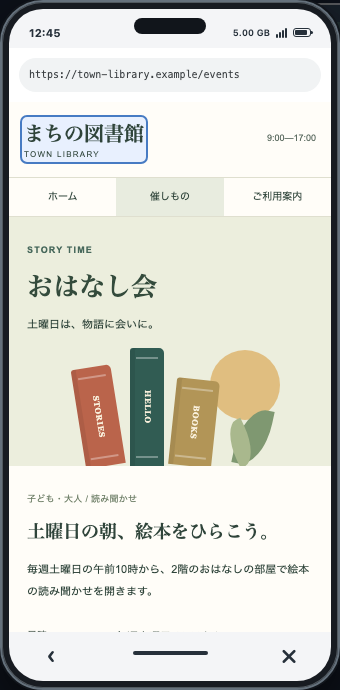 12:45
5.00 GB
https://town-library.example/events
まちの図書館
TOWN LIBRARY
9:00—17:00
ホーム
催しもの
ご利用案内
STORY TIME
おはなし会
土曜日は、物語に会いに。
STORIES
HELLO
BOOKS
子ども・大人 / 読み聞かせ
土曜日の朝、絵本をひらこう。
毎週土曜日の午前10時から、2階のおはなしの部屋で絵本
の読み聞かせを開きます。